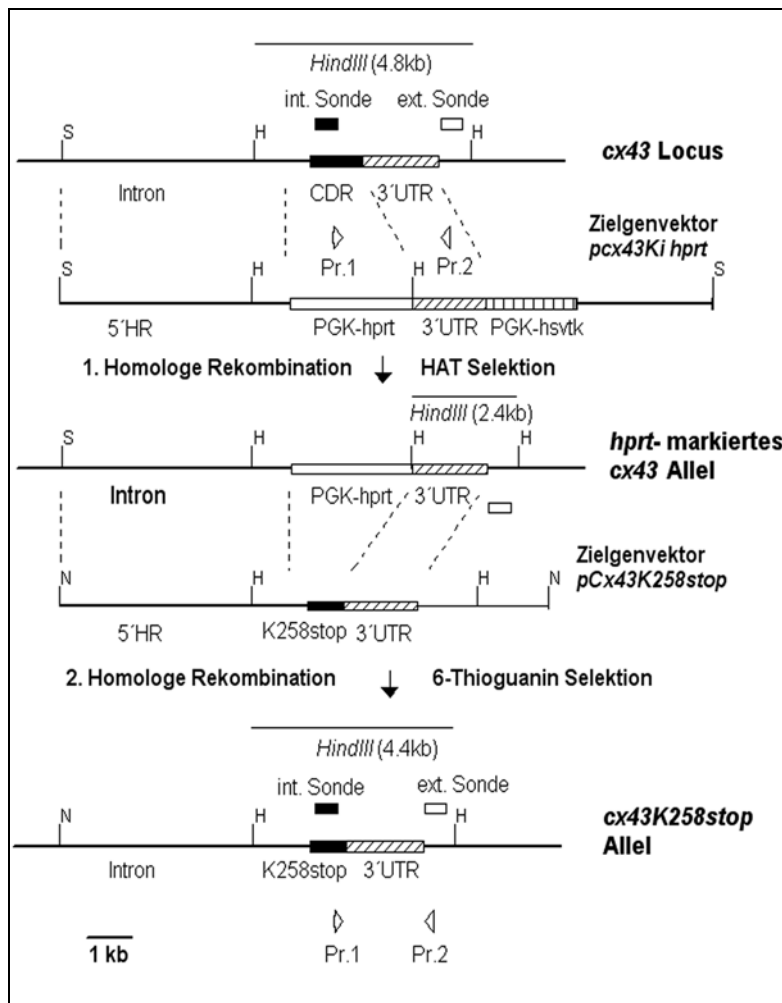 HindIII (4.8kb)
int. Sonde ext. Sonde
S H H
cx43 Locus
Intron CDR 3´UTR
Zielgenvektor
pcx43Ki hprt
Pr.1 Pr.2
S H H S
5´HR PGK-hprt 3´UTR PGK-hsvtk
1. Homologe Rekombination HAT Selektion
HindIII (2.4kb)
S H H H
hprt- markiertes
cx43 Allel
Intron PGK-hprt 3´UTR
Zielgenvektor
pCx43K258stop
N H H N
5´HR K258stop 3´UTR
2. Homologe Rekombination 6-Thioguanin Selektion
HindIII (4.4kb)
int. Sonde ext. Sonde
N H H
cx43K258stop
Allel
Intron K258stop 3´UTR
1 kb Pr.1 Pr.2